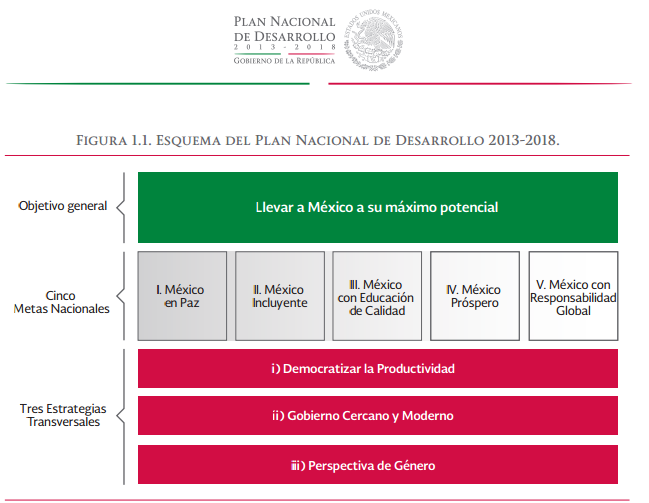 PLAN NACIONAL
DE DESARROLLO
2013-2018
GOBIERNO DE LA REPÚBLICA
ESTADOS UNIDOS MEXICANOS
FIGURA 1.1. ESQUEMA DEL PLAN NACIONAL DE DESARROLLO 2013-2018.
Objetivo general
Llevar a México a su máximo potencial
Cinco
Metas Nacionales
I. México
en Paz
II. México
Incluyente
III. México
con Educación
de Calidad
IV. México
Próspero
V. México con
Responsabilidad
Global
Tres Estrategias
Transversales
i) Democratizar la Productividad
ii) Gobierno Cercano y Moderno
iii) Perspectiva de Género